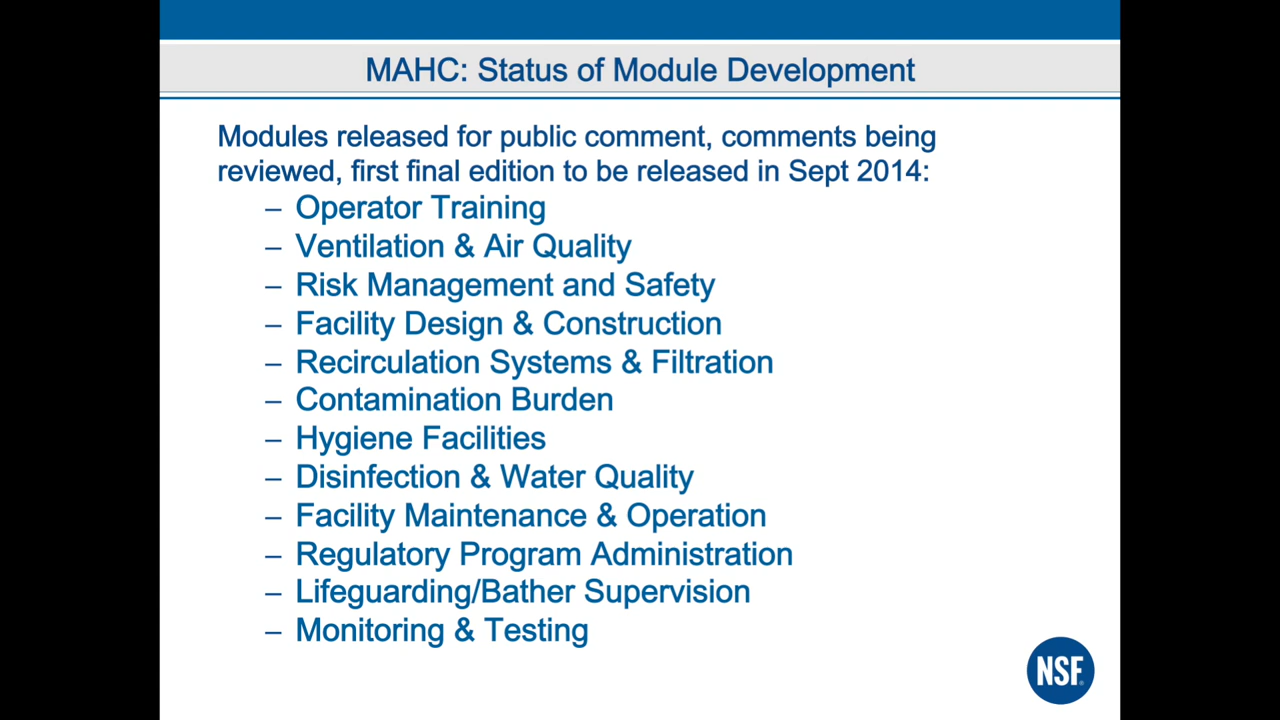 MAHC: Status of Module Development
Modules released for public comment, comments being
reviewed, first final edition to be released in Sept 2014:
– Operator Training
– Ventilation & Air Quality
– Risk Management and Safety
– Facility Design & Construction
– Recirculation Systems & Filtration
– Contamination Burden
– Hygiene Facilities
– Disinfection & Water Quality
– Facility Maintenance & Operation
– Regulatory Program Administration
– Lifeguarding/Bather Supervision
– Monitoring & Testing
NSF®